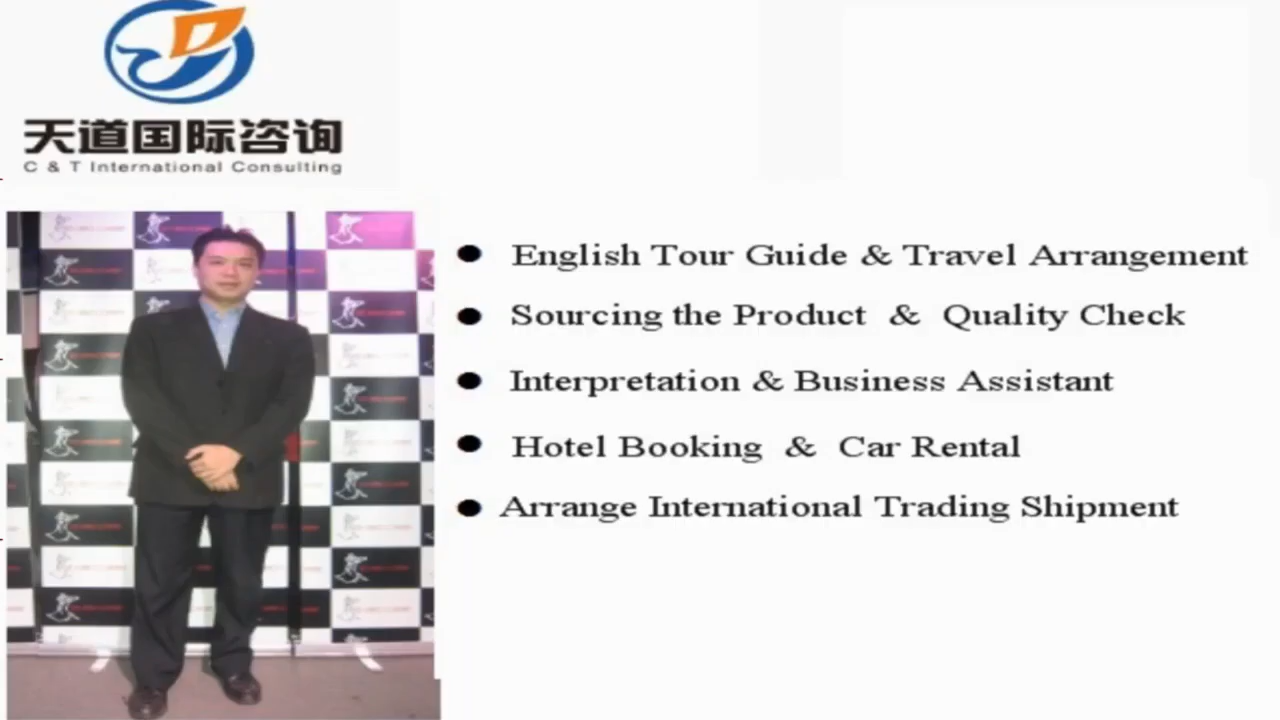 天道国际咨询
C & T International Consulting
English Tour Guide & Travel Arrangement
Sourcing the Product & Quality Check
Interpretation & Business Assistant
Hotel Booking & Car Rental
Arrange International Trading Shipment